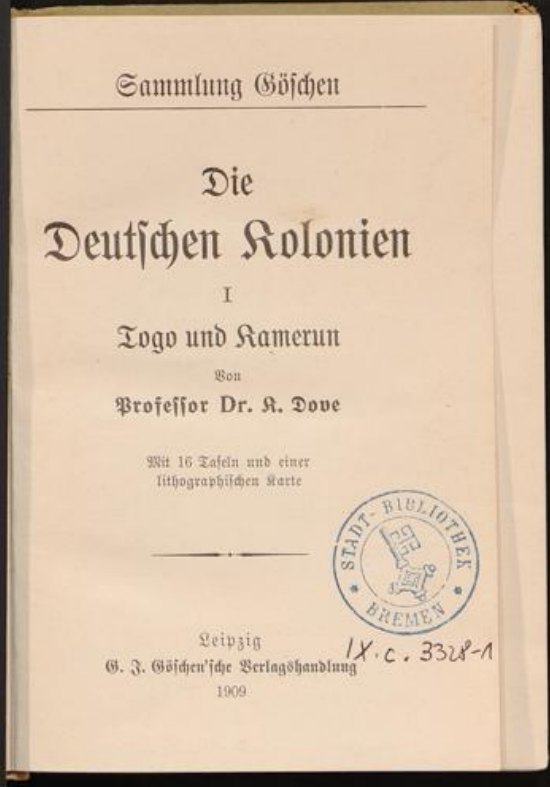 Sammlung Göschen
Die
Deutschen Kolonien
I
Togo und Kamerun
Von
Professor Dr. K. Dove
Mit 16 Tafeln und einer
lithographischen Karte
STADT-BIBLIOTHEK
* BREMEN *
Leipzig
G. J. Göschen'sche Verlagshandlung
1909
IX.c. 3328-1